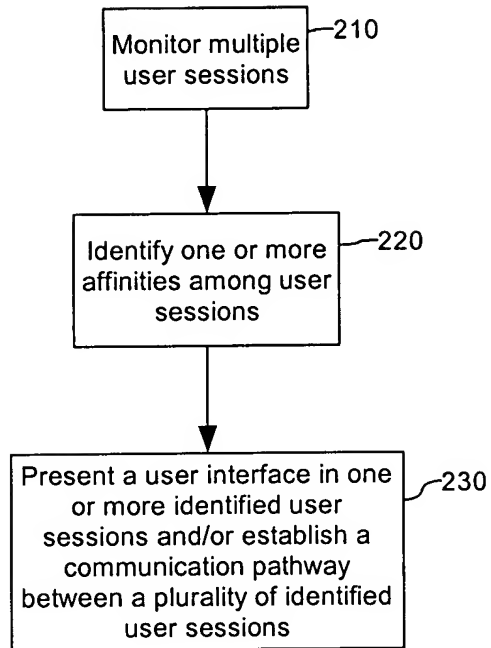 Monitor multiple
user sessions
210
Identify one or more
affinities among user
sessions
220
Present a user interface in one
or more identified user
sessions and/or establish a
communication pathway
between a plurality of identified
user sessions
230